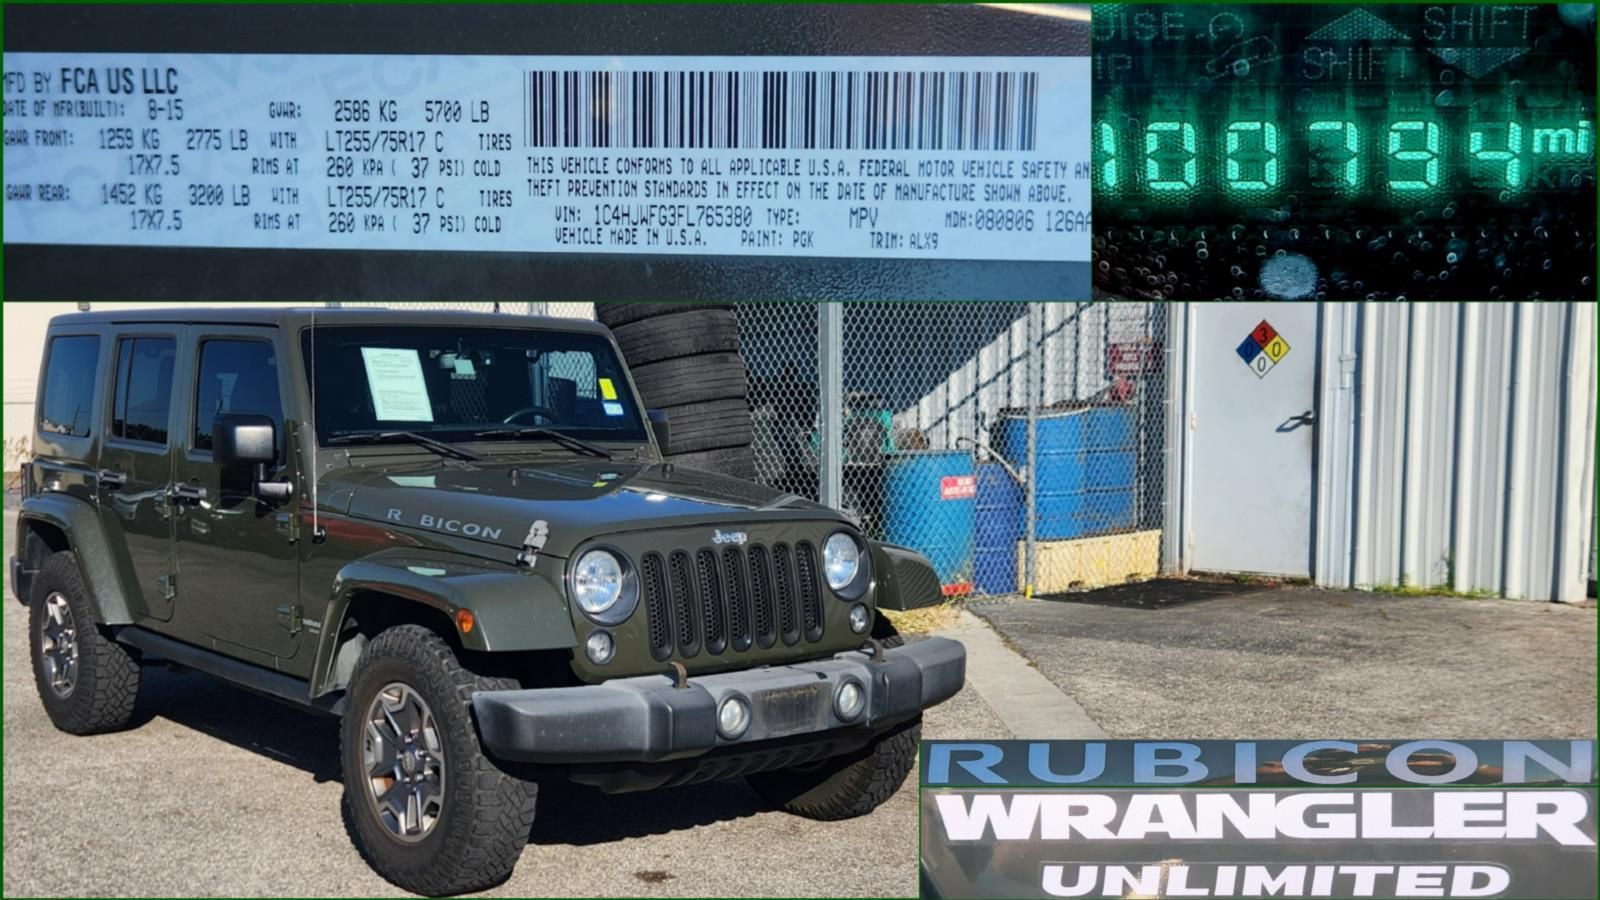 MFD BY FCA US LLC
DATE OF MFR(BUILT): 8-15 GVWR: 2586 KG 5700 LB
GAWR FRONT: 1259 KG 2775 LB WITH LT255/75R17 C TIRES
17X7.5 RIMS AT 260 KPA ( 37 PSI) COLD
GAWR REAR: 1452 KG 3200 LB WITH LT255/75R17 C TIRES
17X7.5 RIMS AT 260 KPA ( 37 PSI) COLD
THIS VEHICLE CONFORMS TO ALL APPLICABLE U.S.A. FEDERAL MOTOR VEHICLE SAFETY AN
THEFT PREVENTION STANDARDS IN EFFECT ON THE DATE OF MANUFACTURE SHOWN ABOVE.
VIN: 1C4HJWFG3FL765380 TYPE: MPV MDH:080806 126AA
VEHICLE MADE IN U.S.A. PAINT: PGK TRIM: ALX9
UISE SHIFT
IP SHIFT
100794 mi
3
0 0
0
R BICON
Jeep
RUBICON
WRANGLER
UNLIMITED